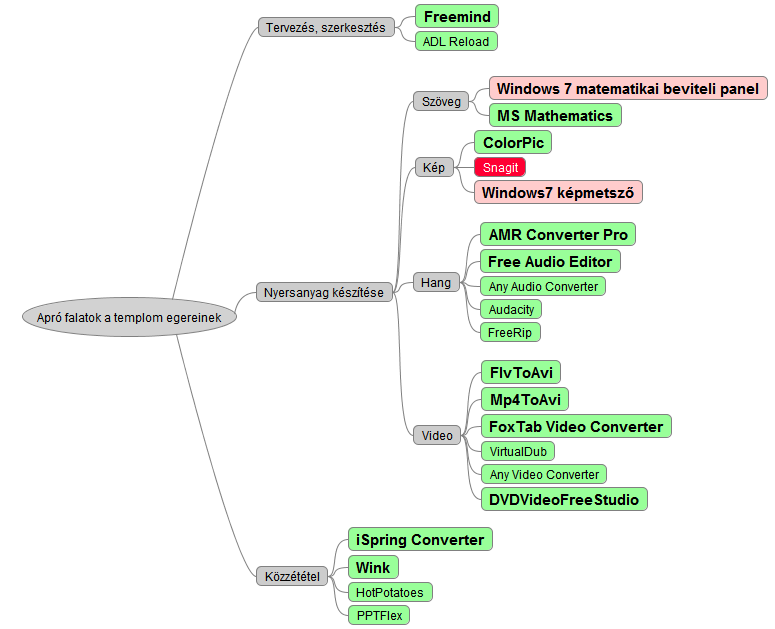 Apró falatok a templom egereinek
Tervezés, szerkesztés
Freemind
ADL Reload
Nyersanyag készítése
Szöveg
Windows 7 matematikai beviteli panel
MS Mathematics
Kép
ColorPic
Snagit
Windows7 képmetsző
Hang
AMR Converter Pro
Free Audio Editor
Any Audio Converter
Audacity
FreeRip
Video
FlvToAvi
Mp4ToAvi
FoxTab Video Converter
VirtualDub
Any Video Converter
DVDVideoFreeStudio
Közzététel
iSpring Converter
Wink
HotPotatoes
PPTFlex